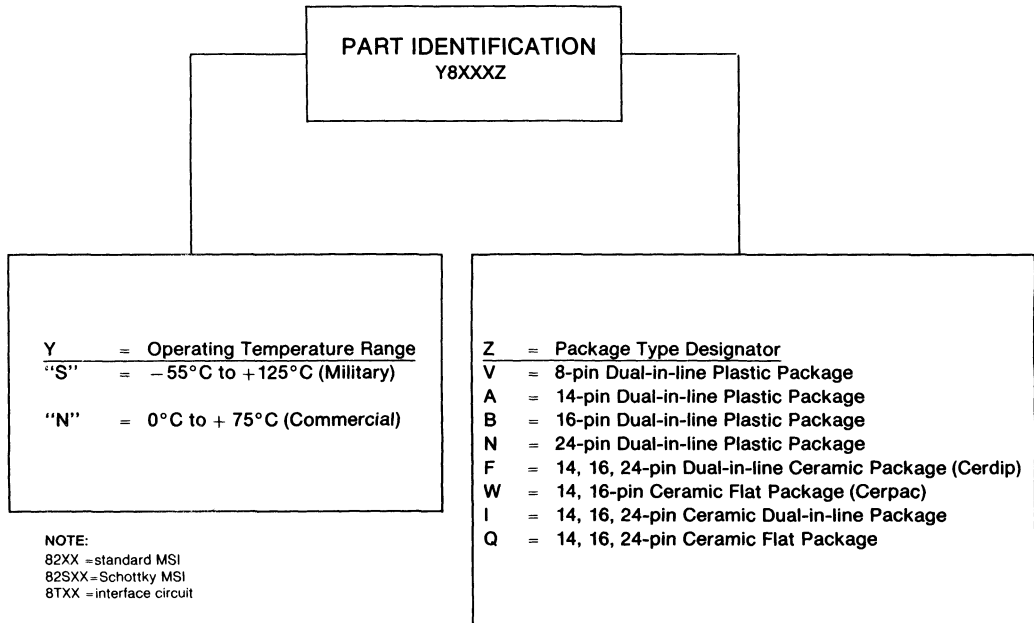 PART IDENTIFICATION
Y8XXXZ
Y = Operating Temperature Range
"S" = −55°C to +125°C (Military)
"N" = 0°C to + 75°C (Commercial)
NOTE:
82XX =standard MSI
82SXX=Schottky MSI
8TXX =interface circuit
Z = Package Type Designator
V = 8-pin Dual-in-line Plastic Package
A = 14-pin Dual-in-line Plastic Package
B = 16-pin Dual-in-line Plastic Package
N = 24-pin Dual-in-line Plastic Package
F = 14, 16, 24-pin Dual-in-line Ceramic Package (Cerdip)
W = 14, 16-pin Ceramic Flat Package (Cerpac)
I = 14, 16, 24-pin Ceramic Dual-in-line Package
Q = 14, 16, 24-pin Ceramic Flat Package